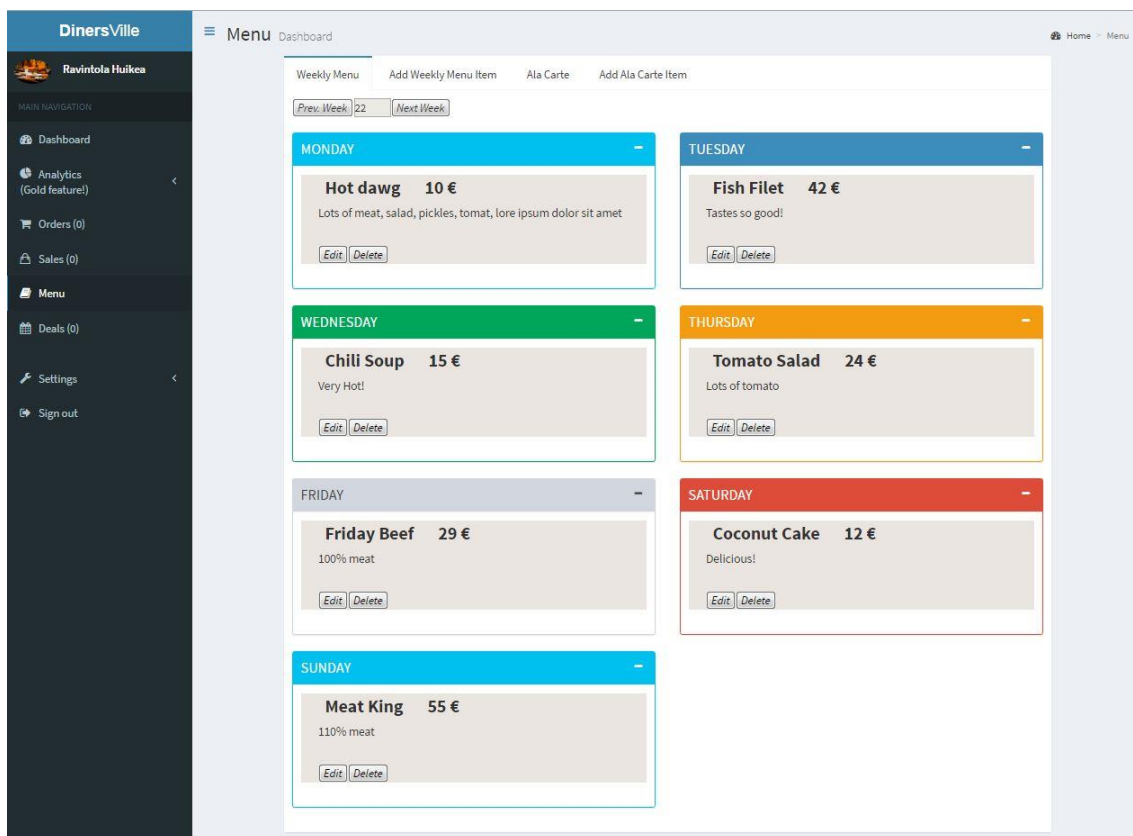 DinersVille
Menu Dashboard
Home > Menu
Ravintola Huikea
MAIN NAVIGATION
Dashboard
Analytics
(Gold feature!)
Orders (0)
Sales (0)
Menu
Deals (0)
Settings
Sign out
Weekly Menu Add Weekly Menu Item Ala Carte Add Ala Carte Item
Prev. Week 22 Next Week
MONDAY
Hot dawg 10 €
Lots of meat, salad, pickles, tomat, lore ipsum dolor sit amet
Edit Delete
TUESDAY
Fish Filet 42 €
Tastes so good!
Edit Delete
WEDNESDAY
Chili Soup 15 €
Very Hot!
Edit Delete
THURSDAY
Tomato Salad 24 €
Lots of tomato
Edit Delete
FRIDAY
Friday Beef 29 €
100% meat
Edit Delete
SATURDAY
Coconut Cake 12 €
Delicious!
Edit Delete
SUNDAY
Meat King 55 €
110% meat
Edit Delete